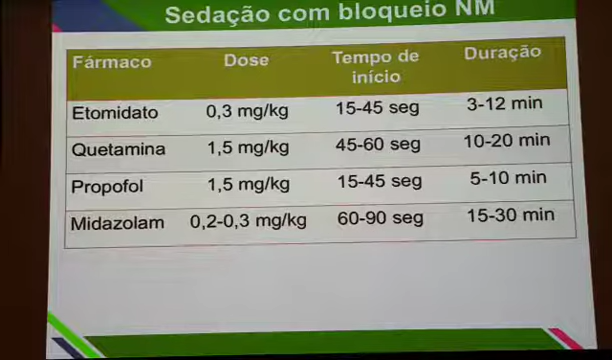 Sedação com bloqueio NM
Fármaco Dose Tempo de início Duração
Etomidato 0,3 mg/kg 15-45 seg 3-12 min
Quetamina 1,5 mg/kg 45-60 seg 10-20 min
Propofol 1,5 mg/kg 15-45 seg 5-10 min
Midazolam 0,2-0,3 mg/kg 60-90 seg 15-30 min